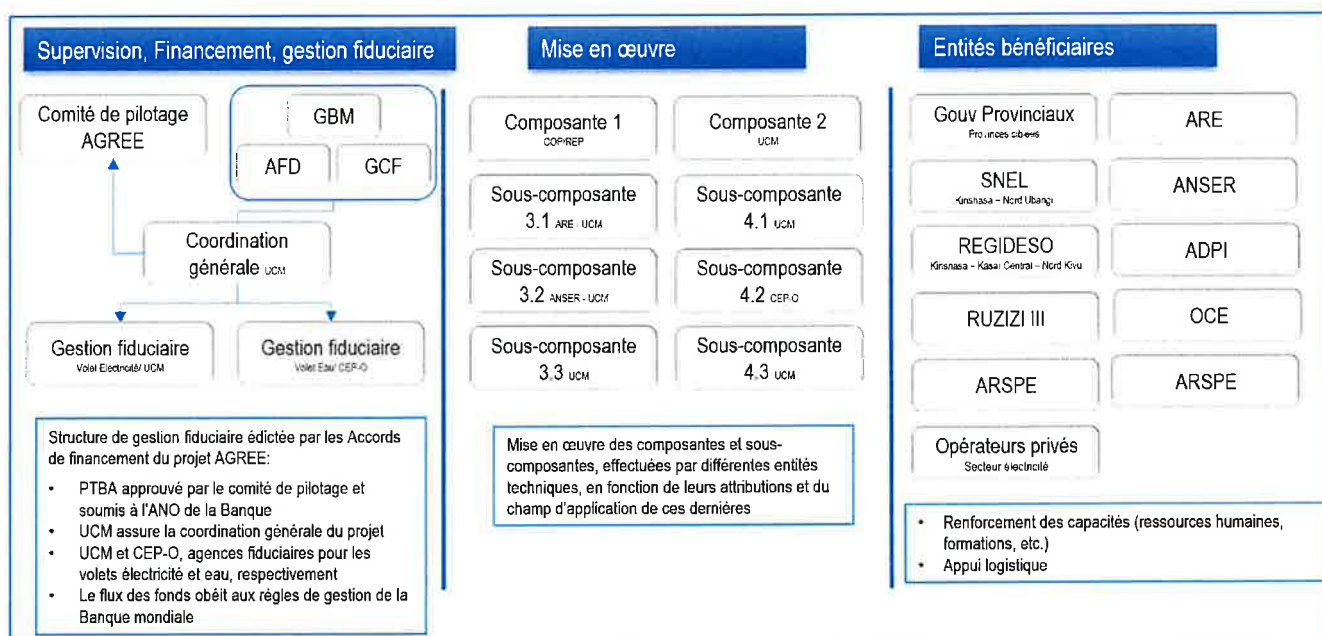 Supervision, Financement, gestion fiduciaire
Comité de pilotage
AGREE
GBM
AFD
GCF
Coordination
générale UCM
Gestion fiduciaire
Volet Electricité/ UCM
Gestion fiduciaire
Volet Eau/ CEP-O
Structure de gestion fiduciaire édictée par les Accords
de financement du projet AGREE:
• PTBA approuvé par le comité de pilotage et
soumis à l'ANO de la Banque
• UCM assure la coordination générale du projet
• UCM et CEP-O, agences fiduciaires pour les
volets électricité et eau, respectivement
• Le flux des fonds obéit aux règles de gestion de la
Banque mondiale
Mise en œuvre
Composante 1
COPIREP
Composante 2
UCM
Sous-composante
3.1 ARE - UCM
Sous-composante
4.1 UCM
Sous-composante
3.2 ANSER - UCM
Sous-composante
4.2 CEP-O
Sous-composante
3.3 UCM
Sous-composante
4.3 UCM
Mise en œuvre des composantes et sous-
composantes, effectuées par différentes entités
techniques, en fonction de leurs attributions et du
champ d'application de ces dernières
Entités bénéficiaires
Gouv Provinciaux
Provinces cibles
ARE
SNEL
Kinshasa – Nord Ubangi
ANSER
REGIDESO
Kinshasa – Kasai Central – Nord Kivu
ADPI
RUZIZI III
OCE
ARSPE
ARSPE
Opérateurs privés
Secteur électricité
• Renforcement des capacités (ressources humaines,
formations, etc.)
• Appui logistique